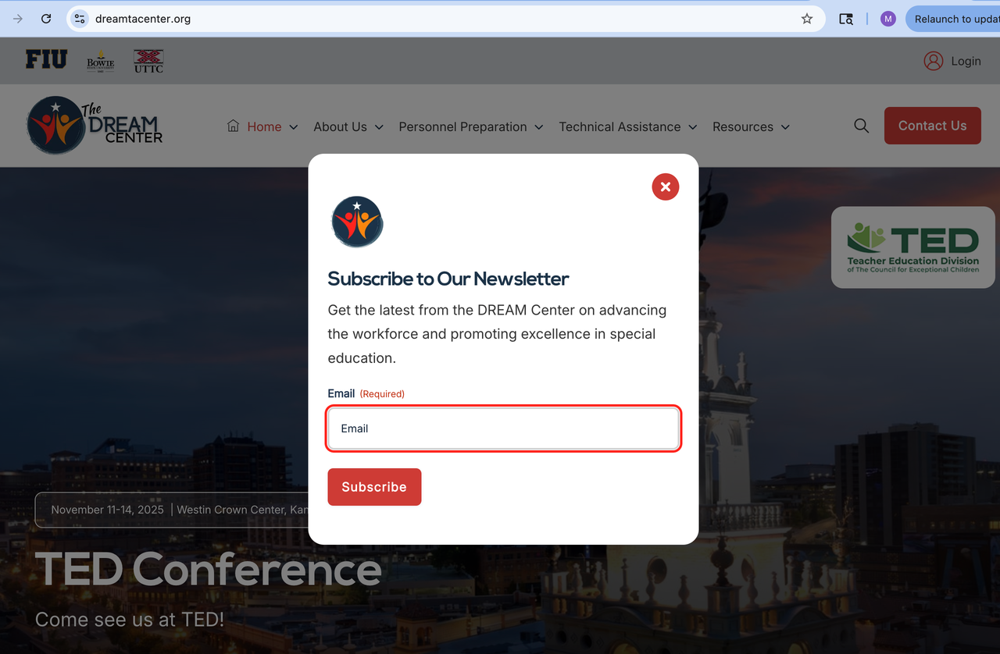 dreamtacenter.org
M
Relaunch to updat
FIU
BOWIE
STATE UNIVERSITY
UTTC
Login
The
DREAM
CENTER
Home
About Us
Personnel Preparation
Technical Assistance
Resources
Contact Us
TED
Teacher Education Division
of The Council for Exceptional Children
Subscribe to Our Newsletter
Get the latest from the DREAM Center on advancing
the workforce and promoting excellence in special
education.
Email (Required)
Email
Subscribe
November 11-14, 2025 | Westin Crown Center, Kan
TED Conference
Come see us at TED!